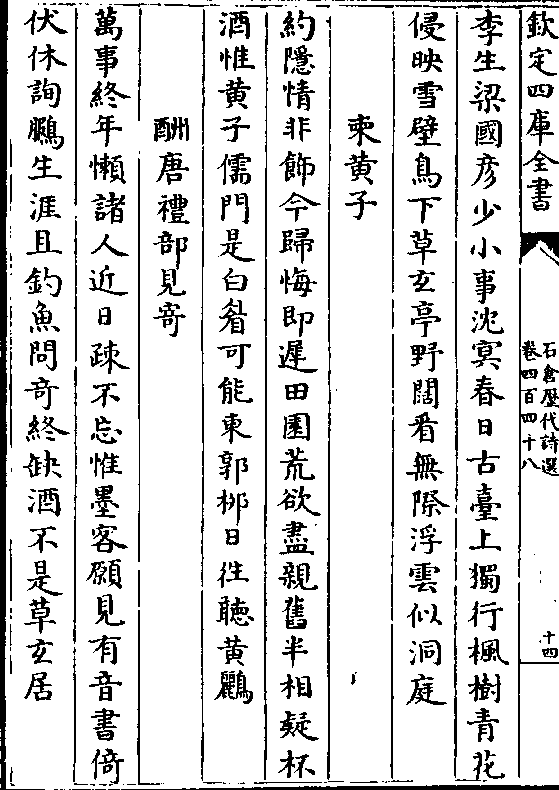 欽定四庫全書
石倉歴代詩選
卷四百四十八
十四
李生梁國彦少小事沈冥春日古臺上獨行楓樹青花
侵映雪壁鳥下草玄亭野闊看無際浮雲似洞庭
柬黄子
約隱情非飾今歸悔即遲田園荒欲盡親舊半相疑杯
酒惟黄子儒門是白眉可能東郭栁日徃聴黄鸝
酬唐禮部見寄
萬事終年懶諸人近日疎不忘惟墨客願見有音書倚
伏休詢鵬生涯且釣魚問奇終缺酒不是草玄居